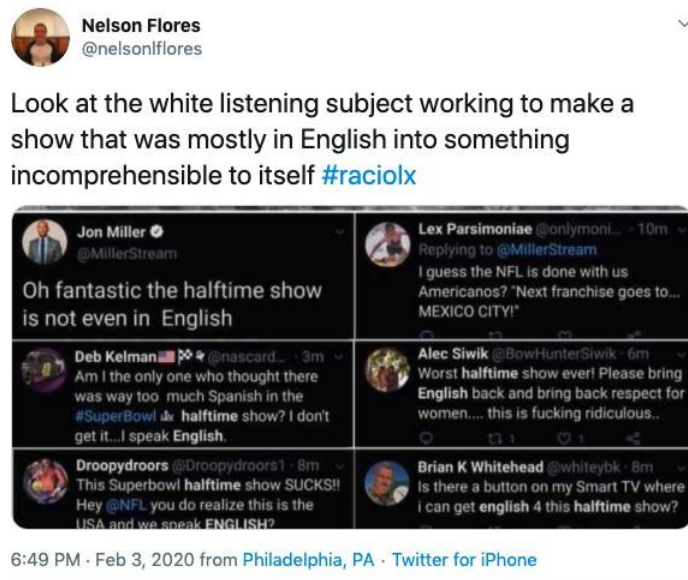 Nelson Flores
@nelsonlflores
Look at the white listening subject working to make a
show that was mostly in English into something
incomprehensible to itself #raciolx
Jon Miller
@MillerStream
Oh fantastic the halftime show
is not even in English
Lex Parsimoniae @onlymoni... · 10m
Replying to @MillerStream
I guess the NFL is done with us
Americanos? "Next franchise goes to...
MEXICO CITY!"
Deb Kelman @nascard... · 3m
Am I the only one who thought there
was way too much Spanish in the
#SuperBowl halftime show? I don't
get it...I speak English.
Alec Siwik @BowHunterSiwik · 6m
Worst halftime show ever! Please bring
English back and bring back respect for
women.... this is fucking ridiculous..
1 1
Droopydroors @Droopydroors1 · 8m
This Superbowl halftime show SUCKS!!
Hey @NFL you do realize this is the
USA and we speak ENGLISH?
Brian K Whitehead @whiteybk · 8m
Is there a button on my Smart TV where
i can get english 4 this halftime show?
6:49 PM · Feb 3, 2020 from Philadelphia, PA · Twitter for iPhone